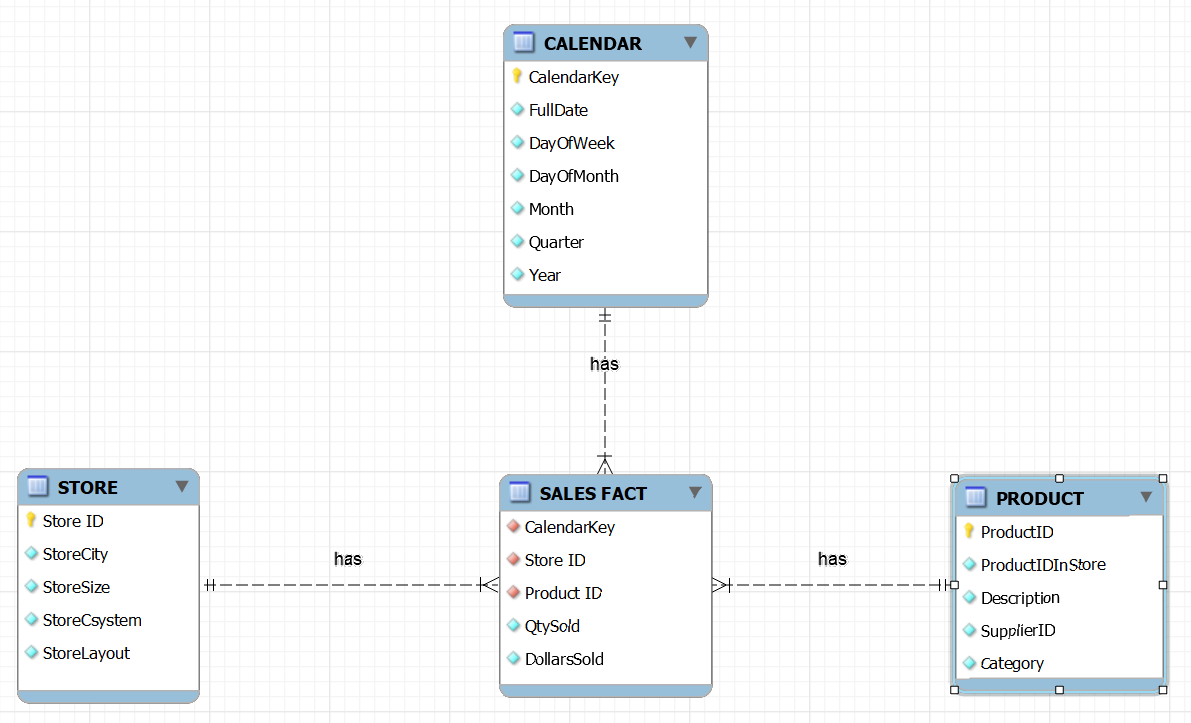 CALENDAR
CalendarKey
FullDate
DayOfWeek
DayOfMonth
Month
Quarter
Year
has
STORE
Store ID
StoreCity
StoreSize
StoreCsystem
StoreLayout
has
SALES FACT
CalendarKey
Store ID
Product ID
QtySold
DollarsSold
has
PRODUCT
ProductID
ProductIDInStore
Description
SupplierID
Category